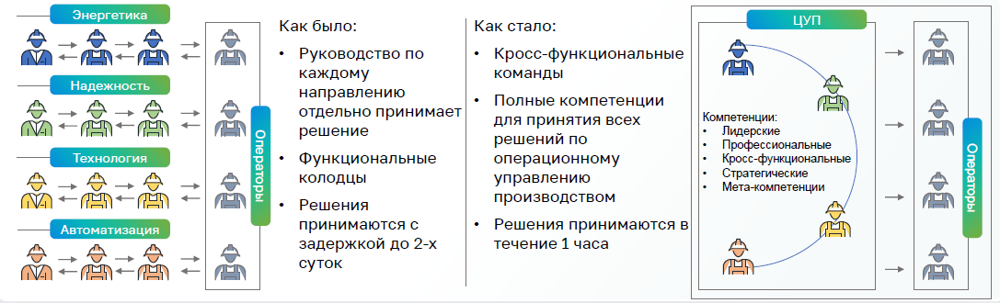 Энергетика
Надежность
Технология
Автоматизация
Операторы
Как было:
• Руководство по
каждому
направлению
отдельно принимает
решение
• Функциональные
колодцы
• Решения
принимаются с
задержкой до 2-х
суток
Как стало:
• Кросс-функциональные
команды
• Полные компетенции
для принятия всех
решений по
операционному
управлению
производством
• Решения принимаются в
течение 1 часа
ЦУП
Компетенции:
• Лидерские
• Профессиональные
• Кросс-функциональные
• Стратегические
• Мета-компетенции
Операторы